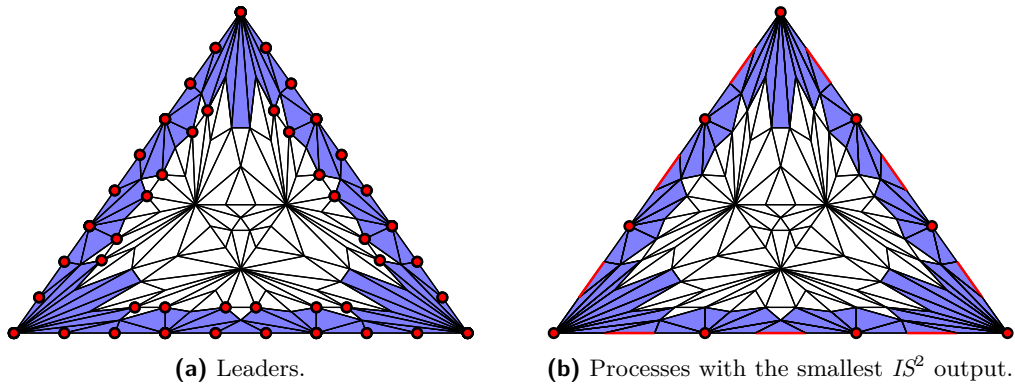 (a) Leaders.
(b) Processes with the smallest IS² output.